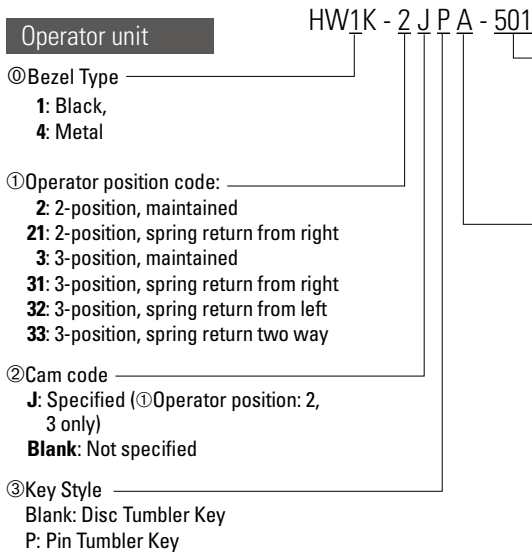 HW1K - 2 J P A - 501
Operator unit
⓪Bezel Type
1: Black,
4: Metal
①Operator position code:
2: 2-position, maintained
21: 2-position, spring return from right
3: 3-position, maintained
31: 3-position, spring return from right
32: 3-position, spring return from left
33: 3-position, spring return two way
②Cam code
J: Specified (①Operator position: 2,
3 only)
Blank: Not specified
③Key Style
Blank: Disc Tumbler Key
P: Pin Tumbler Key